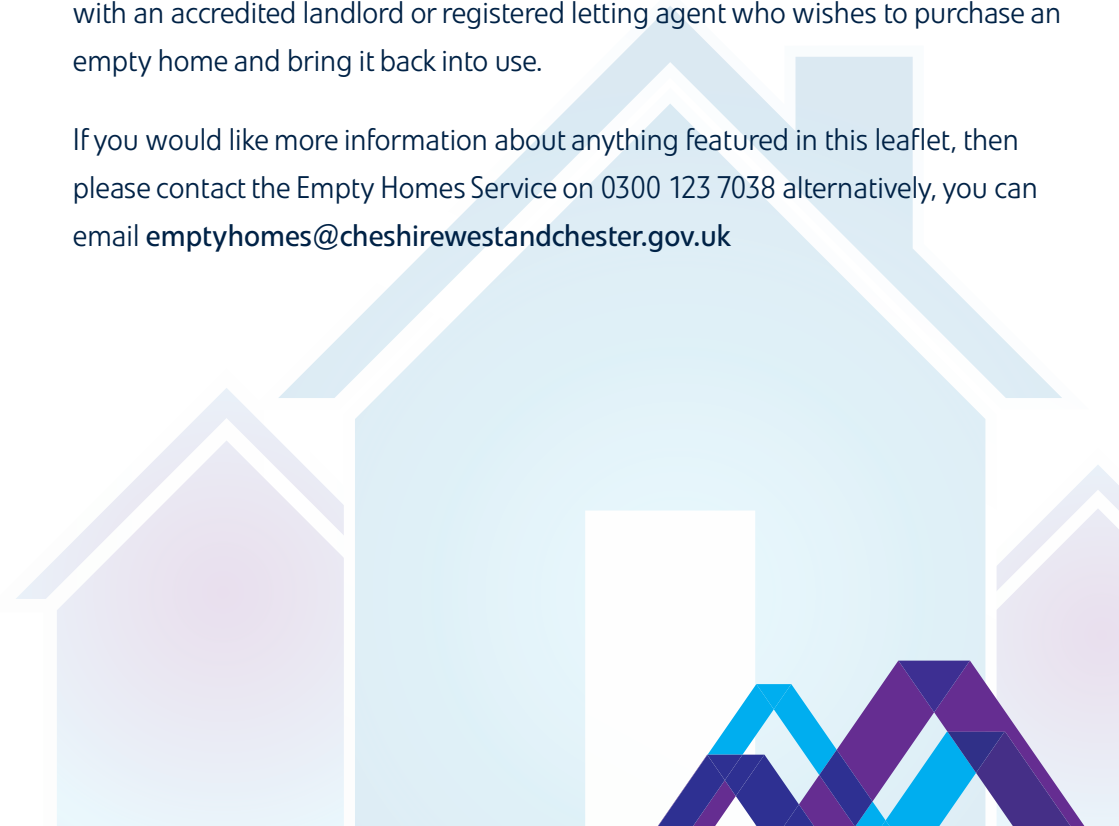 with an accredited landlord or registered letting agent who wishes to purchase an
empty home and bring it back into use.
If you would like more information about anything featured in this leaflet, then
please contact the Empty Homes Service on 0300 123 7038 alternatively, you can
email emptyhomes@cheshirewestandchester.gov.uk